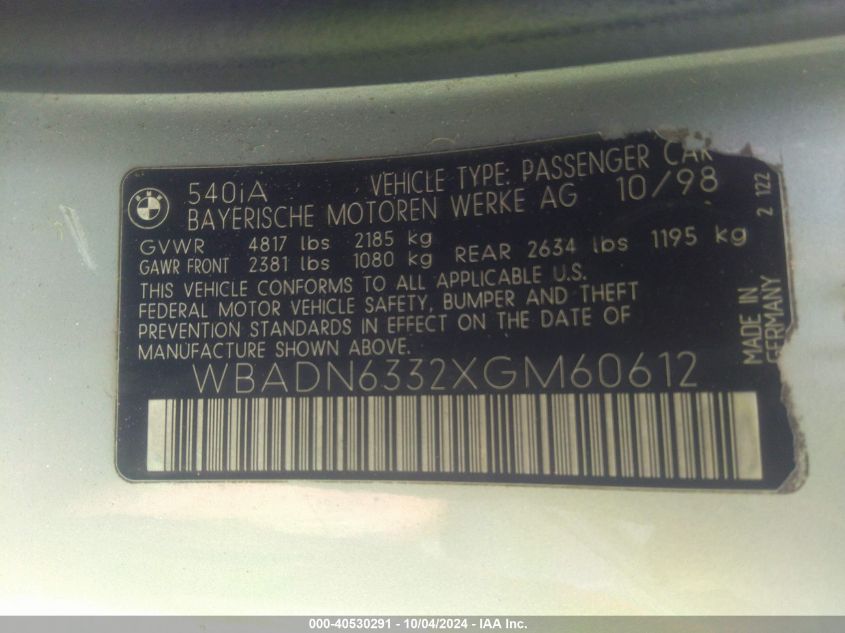 BMW
540iA VEHICLE TYPE: PASSENGER CAR
BAYERISCHE MOTOREN WERKE AG 10/98
GVWR 4817 lbs 2185 kg
GAWR FRONT 2381 lbs 1080 kg REAR 2634 lbs 1195 kg
THIS VEHICLE CONFORMS TO ALL APPLICABLE U.S.
FEDERAL MOTOR VEHICLE SAFETY, BUMPER AND THEFT
PREVENTION STANDARDS IN EFFECT ON THE DATE OF
MANUFACTURE SHOWN ABOVE.
WBADN6332XGM60612
MADE IN
GERMANY
2 122
000-40530291 - 10/04/2024 - IAA Inc.